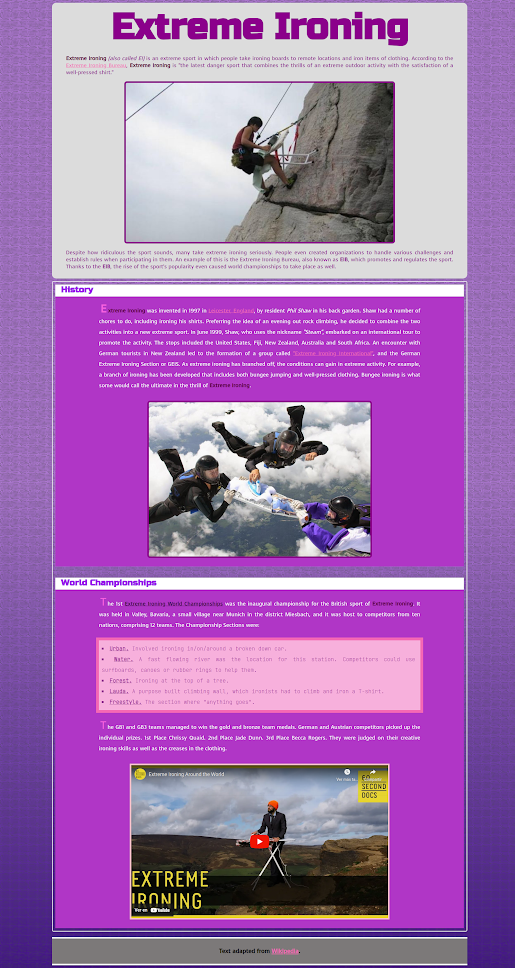 Extreme Ironing
Extreme Ironing (also called EI) is an extreme sport in which people take ironing boards to remote locations and iron items of clothing. According to the
Extreme Ironing Bureau, Extreme Ironing is "the latest danger sport that combines the thrills of an extreme outdoor activity with the satisfaction of a
well-pressed shirt."
Despite how ridiculous the sport sounds, many take extreme ironing seriously. People even created organizations to handle various challenges and
establish rules when participating in them. An example of this is the Extreme Ironing Bureau, also known as EIB, which promotes and regulates the sport.
Thanks to the EIB, the rise of the sport's popularity even caused world championships to take place as well.
History
Extreme Ironing was invented in 1997 in Leicester, England, by resident Phil Shaw in his back garden. Shaw had a number of
chores to do, including ironing his shirts. Preferring the idea of an evening out rock climbing, he decided to combine the two
activities into a new extreme sport. In June 1999, Shaw, who uses the nickname "Steam", embarked on an international tour to
promote the activity. The stops included the United States, Fiji, New Zealand, Australia and South Africa. An encounter with
German tourists in New Zealand led to the formation of a group called "Extreme Ironing International", and the German
Extreme Ironing Section or GEIS. As extreme ironing has branched off, the conditions can gain in extreme activity. For example,
a branch of ironing has been developed that includes both bungee jumping and well-pressed clothing. Bungee ironing is what
some would call the ultimate in the thrill of Extreme Ironing.
World Championships
The 1st Extreme Ironing World Championships was the inaugural championship for the British sport of Extreme Ironing. It
was held in Valley, Bavaria, a small village near Munich in the district Miesbach, and it was host to competitors from ten
nations, comprising 12 teams. The Championship Sections were:
• Urban. Involved ironing in/on/around a broken down car.
• Water. A fast flowing river was the location for this station. Competitors could use
surfboards, canoes or rubber rings to help them.
• Forest. Ironing at the top of a tree.
• Lauda. A purpose built climbing wall, which ironists had to climb and iron a T-shirt.
• Freestyle. The section where "anything goes".
The GB1 and GB3 teams managed to win the gold and bronze team medals. German and Austrian competitors picked up the
individual prizes. 1st Place Chrissy Quaid. 2nd Place Jade Dunn. 3rd Place Becca Rogers. They were judged on their creative
ironing skills as well as the creases in the clothing.
Extreme Ironing Around the World
60
SECOND
DOCS
EXTREME
IRONING
Ver en YouTube
Text adapted from Wikipedia.